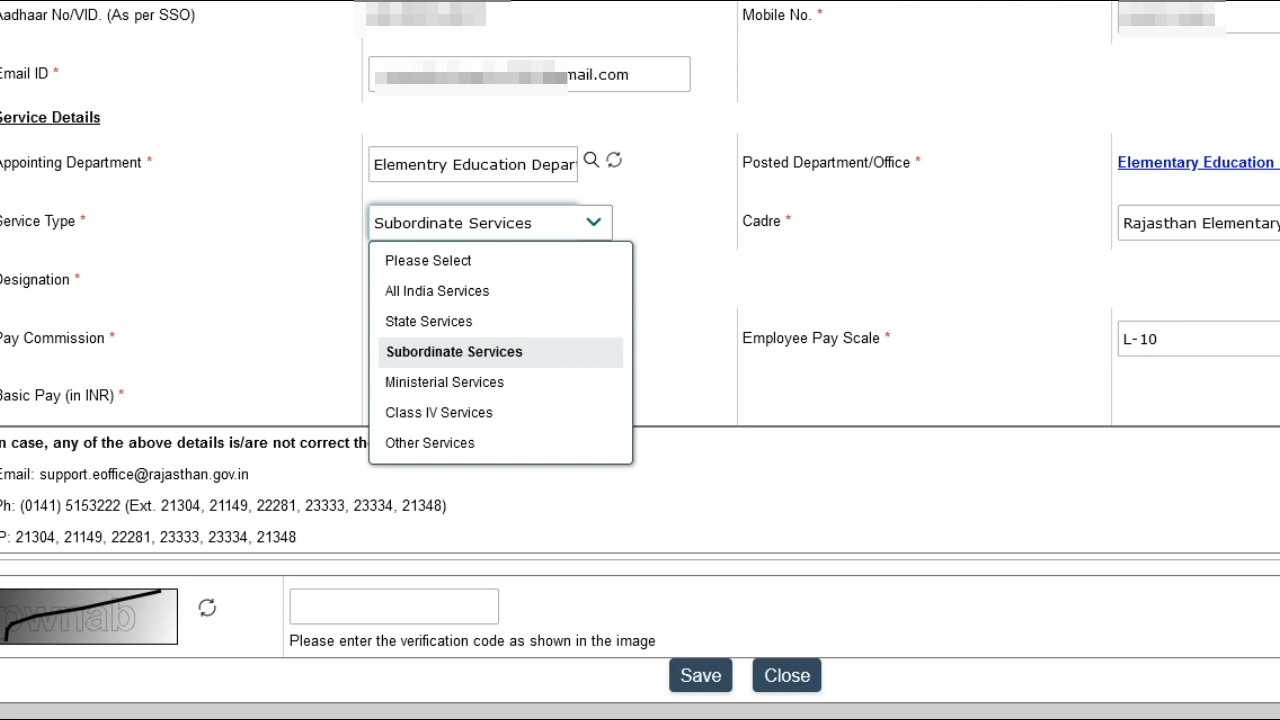 Aadhaar No/VID. (As per SSO)
Mobile No. *
Email ID *
mail.com
Service Details
Appointing Department *
Elementry Education Depar
Posted Department/Office *
Elementary Education
Service Type *
Subordinate Services
Cadre *
Rajasthan Elementary
Please Select
All India Services
State Services
Subordinate Services
Ministerial Services
Class IV Services
Other Services
Designation *
Pay Commission *
Employee Pay Scale *
L-10
Basic Pay (in INR) *
In case, any of the above details is/are not correct th
Email: support.eoffice@rajasthan.gov.in
Ph: (0141) 5153222 (Ext. 21304, 21149, 22281, 23333, 23334, 21348)
IP: 21304, 21149, 22281, 23333, 23334, 21348
Please enter the verification code as shown in the image
Save
Close